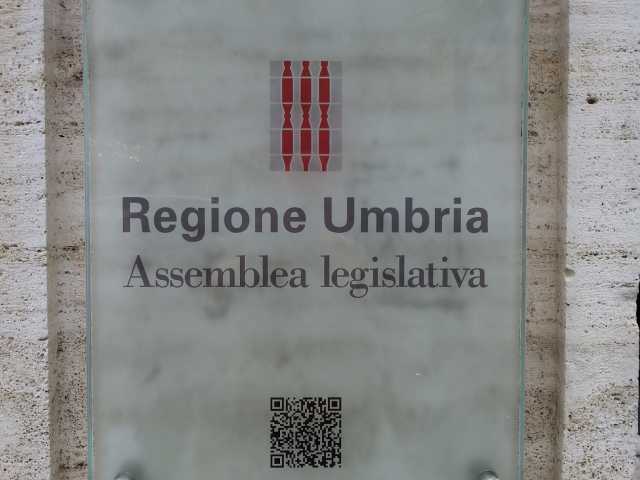 Regione Umbria
Assemblea legislativa